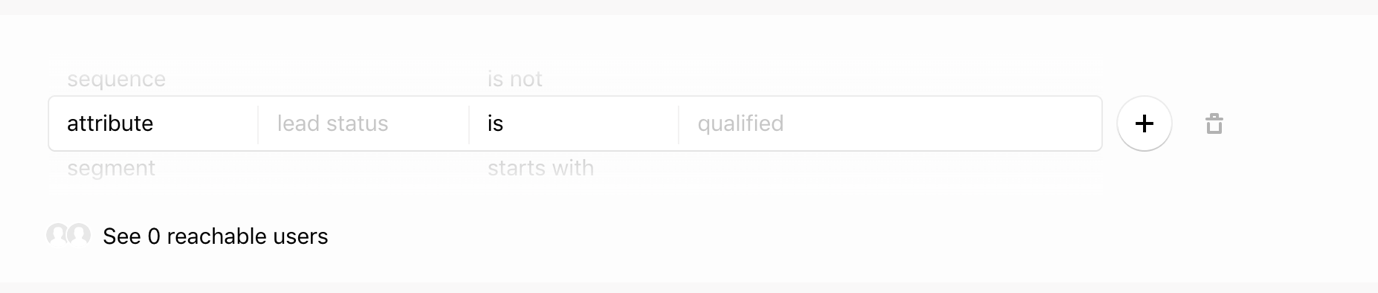 sequence is not
attribute lead status is qualified
segment starts with
See 0 reachable users